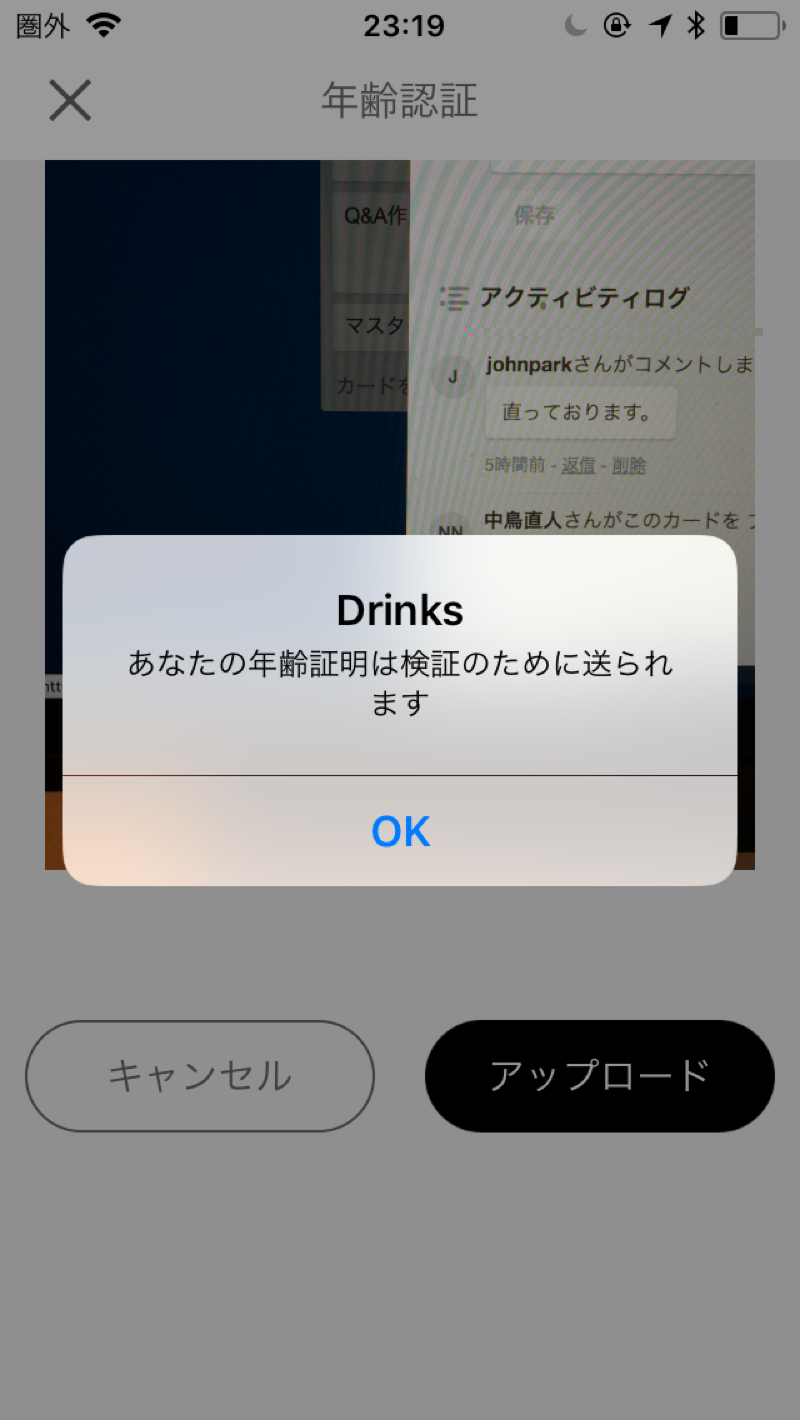 圏外
23:19
年齢認証
Q&A作
保存
アクティビティログ
マスタ
johnparkさんがコメントしま
J
カードを
直っております。
5時間前 - 返信 - 削除
中鳥直人さんがこのカードを
NN
Drinks
あなたの年齢証明は検証のために送られ
ます
OK
キャンセル
アップロード